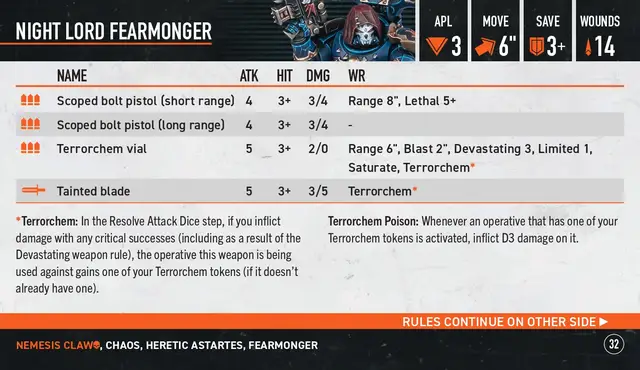 NIGHT LORD FEARMONGER
APL MOVE SAVE WOUNDS
3 6" 3+ 14
NAME ATK HIT DMG WR
Scoped bolt pistol (short range) 4 3+ 3/4 Range 8", Lethal 5+
Scoped bolt pistol (long range) 4 3+ 3/4 -
Terrorchem vial 5 3+ 2/0 Range 6", Blast 2", Devastating 3, Limited 1,
Saturate, Terrorchem*
Tainted blade 5 3+ 3/5 Terrorchem*
*Terrorchem: In the Resolve Attack Dice step, if you inflict
damage with any critical successes (including as a result of the
Devastating weapon rule), the operative this weapon is being
used against gains one of your Terrorchem tokens (if it doesn't
already have one).
Terrorchem Poison: Whenever an operative that has one of your
Terrorchem tokens is activated, inflict D3 damage on it.
RULES CONTINUE ON OTHER SIDE ▶
NEMESIS CLAW, CHAOS, HERETIC ASTARTES, FEARMONGER
32